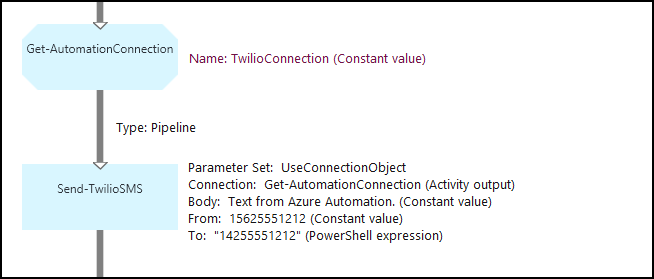 Get-AutomationConnection
Name: TwilioConnection (Constant value)
Type: Pipeline
Send-TwilioSMS
Parameter Set: UseConnectionObject
Connection: Get-AutomationConnection (Activity output)
Body: Text from Azure Automation. (Constant value)
From: 15625551212 (Constant value)
To: "14255551212" (PowerShell expression)